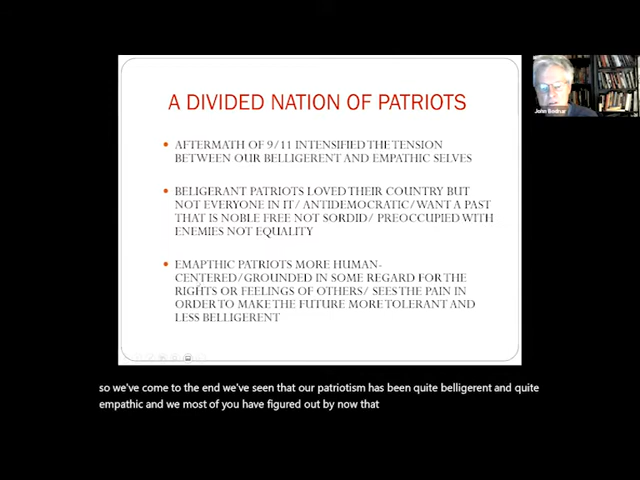 A DIVIDED NATION OF PATRIOTS
AFTERMATH OF 9/11 INTENSIFIED THE TENSION
BETWEEN OUR BELLIGERENT AND EMPATHIC SELVES
BELIGERANT PATRIOTS LOVED THEIR COUNTRY BUT
NOT EVERYONE IN IT/ ANTIDEMOCRATIC/ WANT A PAST
THAT IS NOBLE FREE NOT SORDID/ PREOCCUPIED WITH
ENEMIES NOT EQUALITY
EMAPTHIC PATRIOTS MORE HUMAN-
CENTERED/ GROUNDED IN SOME REGARD FOR THE
RIGHTS OR FEELINGS OF OTHERS/ SEES THE PAIN IN
ORDER TO MAKE THE FUTURE MORE TOLERANT AND
LESS BELLIGERENT
John
so we've come to the end we've seen that our patriotism has been quite belligerent and quite
empathic and we most of you have figured out by now that